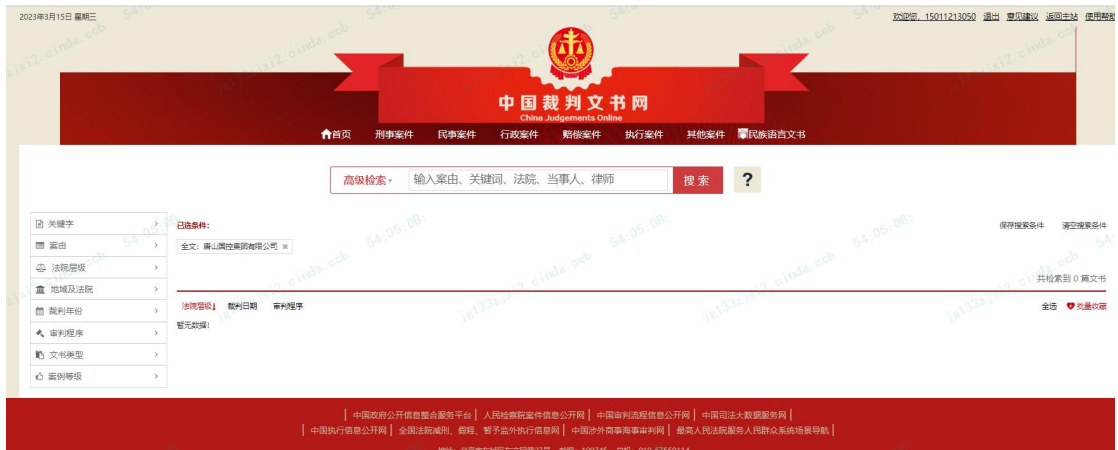 2023年3月15日 星期三
欢迎您，15011213050 退出 意见建议 返回主站 使用帮助
中国裁判文书网
China Judgements Online
首页 刑事案件 民事案件 行政案件 赔偿案件 执行案件 其他案件 民族语言文书
高级检索 输入案由、关键词、法院、当事人、律师 搜索 ?
关键字
案由
法院层级
地域及法院
裁判年份
审判程序
文书类型
案例等级
已选条件：
保存搜索条件 清空搜索条件
全文：唐山国控集团有限公司 ×
共检索到 0 篇文书
法院层级 裁判日期 审判程序
全选 批量收藏
暂无数据!
中国政府公开信息整合服务平台 | 人民检察院案件信息公开网 | 中国审判流程信息公开网 | 中国司法大数据服务网 |
中国执行信息公开网 | 全国法院减刑、假释、暂予监外执行信息网 | 中国涉外商事海事审判网 | 最高人民法院服务人民群众系统场景导航 |